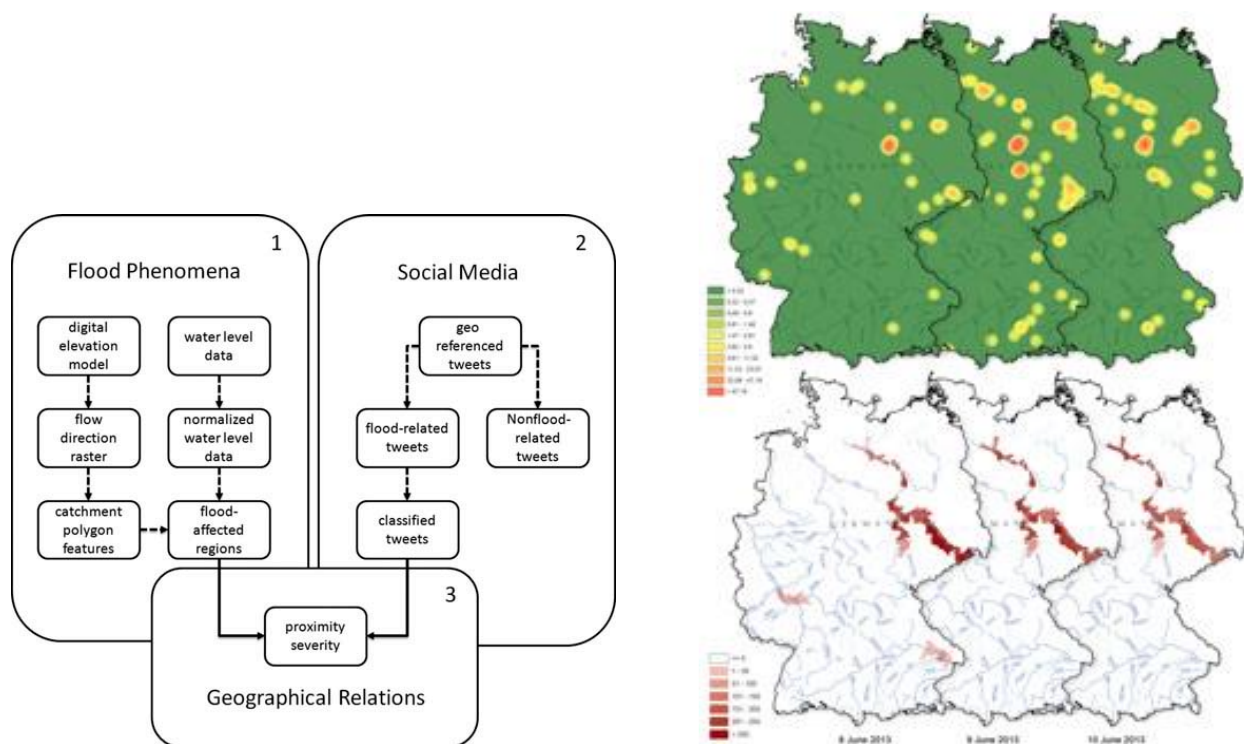 1
Flood Phenomena
digital
elevation
model
water level
data
flow
direction
raster
normalized
water level
data
catchment
polygon
features
flood-
affected
regions
2
Social Media
geo
referenced
tweets
flood-related
tweets
Nonflood-
related
tweets
classified
tweets
3
proximity
severity
Geographical Relations
8 June 2013
9 June 2013
10 June 2013